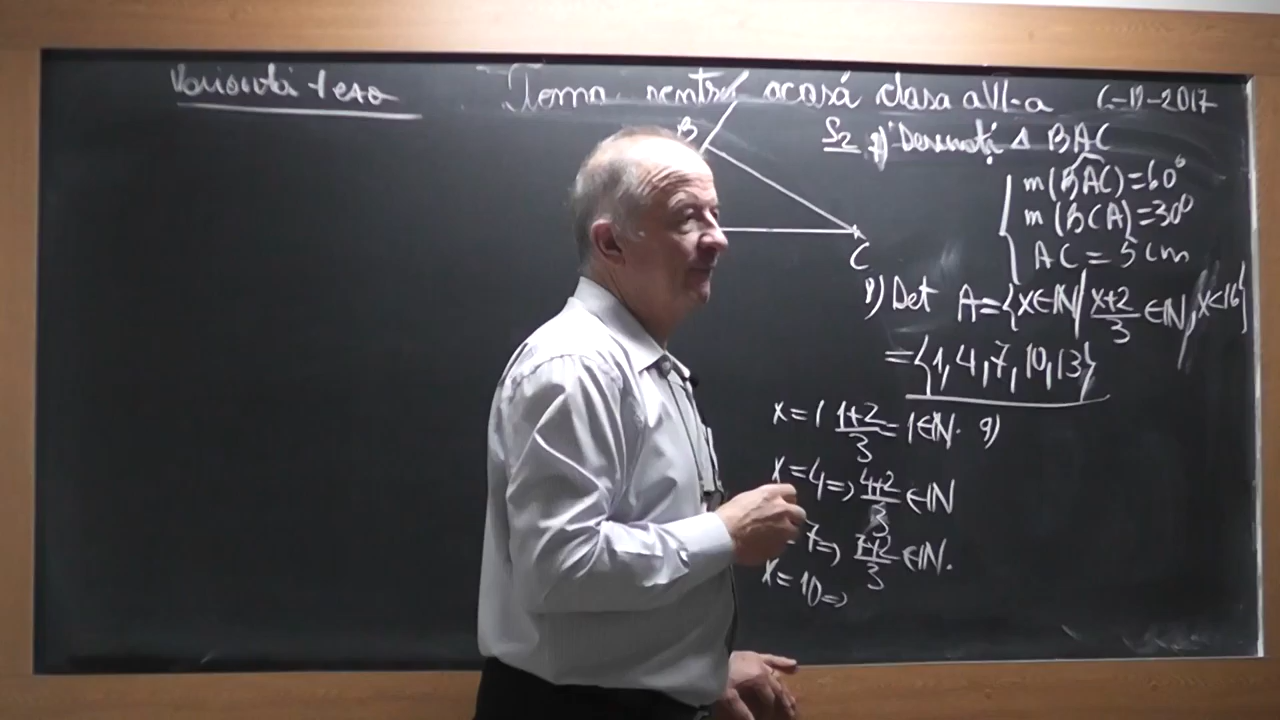 Varianta
Tema pentru acasă clasa a VI-a 6-12-2017
S2 7) Desenați Δ BAC
B
m(BAC)=60°
m(BCA)=30°
AC = 5 cm
C
8) Det A={x∈ℕ/ x+2/3 ∈ℕ, x<16}
={1,4,7,10,13}
x=1 1+2/3=1∈ℕ. 9)
x=4=> 4+2/3 ∈ℕ
=7=> 7+2/3 ∈ℕ.
x=10=>